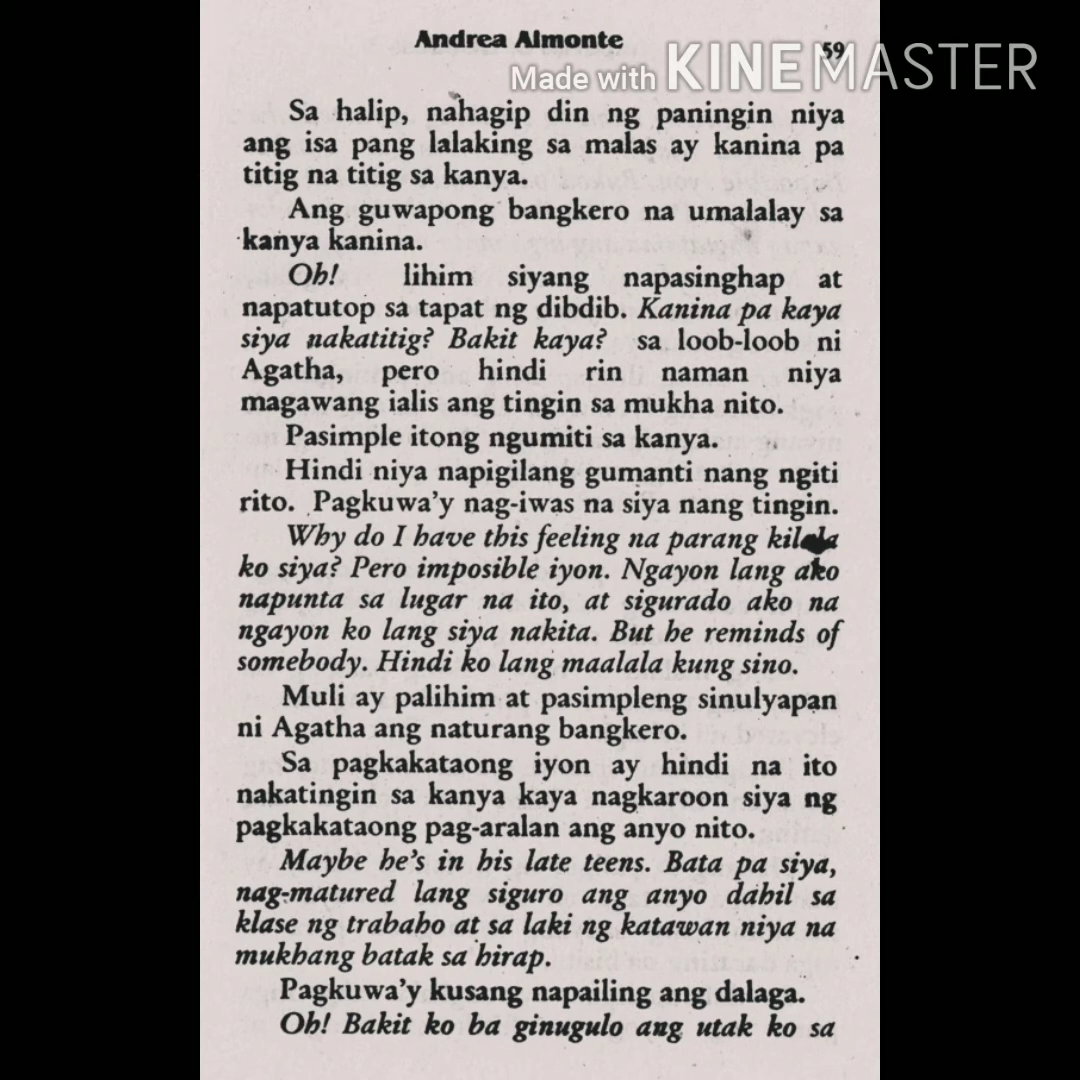 Andrea Almonte 59
Made with KINEMASTER
Sa halip, nahagip din ng paningin niya
ang isa pang lalaking sa malas ay kanina pa
titig na titig sa kanya.
Ang guwapong bangkero na umalalay sa
kanya kanina.
Oh! lihim siyang napasinghap at
napatutop sa tapat ng dibdib. Kanina pa kaya
siya nakatitig? Bakit kaya? sa loob-loob ni
Agatha, pero hindi rin naman niya
magawang ialis ang tingin sa mukha nito.
Pasimple itong ngumiti sa kanya.
Hindi niya napigilang gumanti nang ngiti
rito. Pagkuwa'y nag-iwas na siya nang tingin.
Why do I have this feeling na parang kilala
ko siya? Pero imposible iyon. Ngayon lang ako
napunta sa lugar na ito, at sigurado ako na
ngayon ko lang siya nakita. But he reminds of
somebody. Hindi ko lang maalala kung sino.
Muli ay palihim at pasimpleng sinulyapan
ni Agatha ang naturang bangkero.
Sa pagkakataong iyon ay hindi na ito
nakatingin sa kanya kaya nagkaroon siya ng
pagkakataong pag-aralan ang anyo nito.
Maybe he's in his late teens. Bata pa siya,
nag-matured lang siguro ang anyo dahil sa
klase ng trabaho at sa laki ng katawan niya na
mukhang batak sa hirap.
Pagkuwa'y kusang napailing ang dalaga.
Oh! Bakit ko ba ginugulo ang utak ko sa